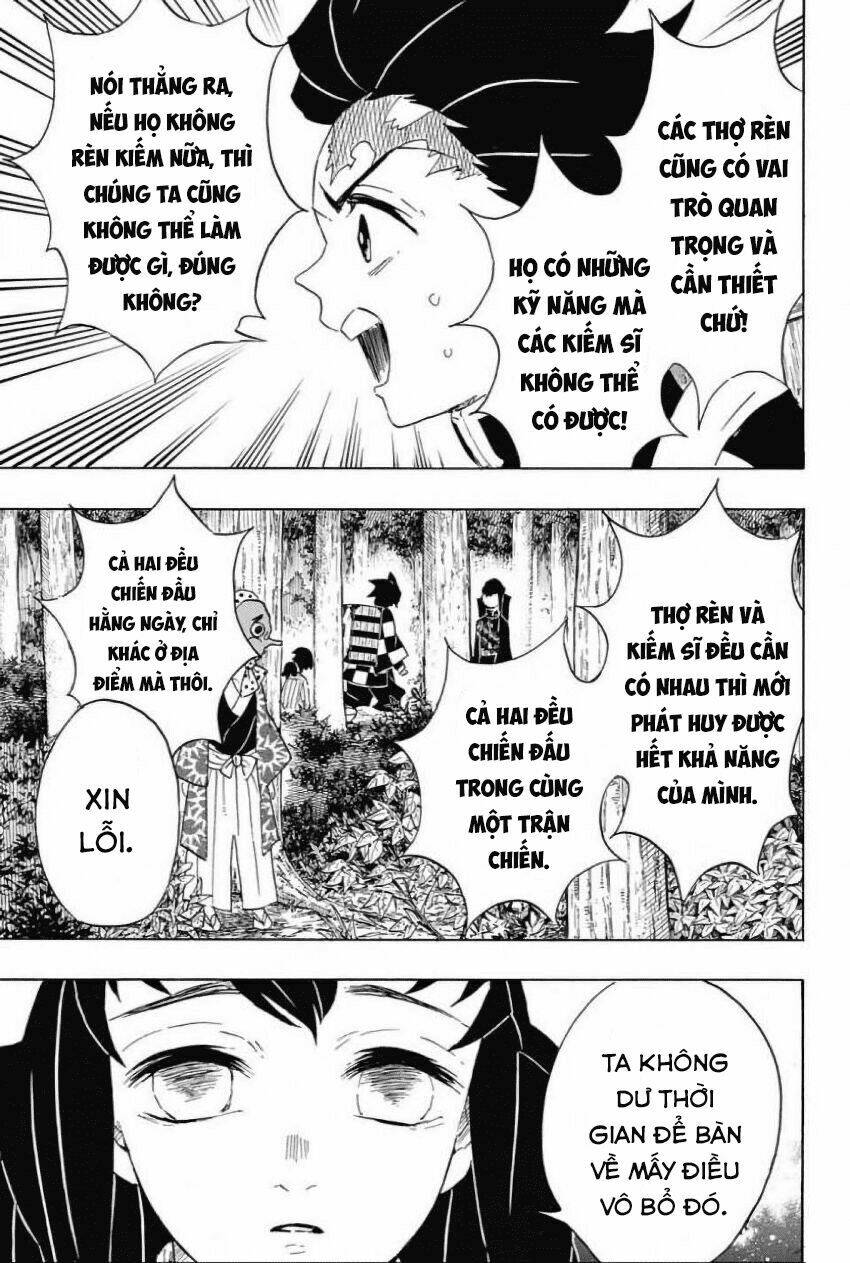 CÁC THỢ RÈN
CŨNG CÓ VAI
TRÒ QUAN
TRỌNG VÀ
CẦN THIẾT
CHỨ!
HỌ CÓ NHỮNG
KỸ NĂNG MÀ
CÁC KIẾM SĨ
KHÔNG THỂ
CÓ ĐƯỢC!
NÓI THẲNG RA,
NẾU HỌ KHÔNG
RÈN KIẾM NỮA, THÌ
CHÚNG TA CŨNG
KHÔNG THỂ LÀM
ĐƯỢC GÌ, ĐÚNG
KHÔNG?
THỢ RÈN VÀ
KIẾM SĨ ĐỀU CẦN
CÓ NHAU THÌ MỚI
PHÁT HUY ĐƯỢC
HẾT KHẢ NĂNG
CỦA MÌNH.
CẢ HAI ĐỀU
CHIẾN ĐẤU
TRONG CÙNG
MỘT TRẬN
CHIẾN.
CẢ HAI ĐỀU
CHIẾN ĐẤU
HẰNG NGÀY, CHỈ
KHÁC Ở ĐỊA
ĐIỂM MÀ THÔI.
XIN
LỖI.
TA KHÔNG
DƯ THỜI
GIAN ĐỂ BÀN
VỀ MẤY ĐIỀU
VÔ BỔ ĐÓ.